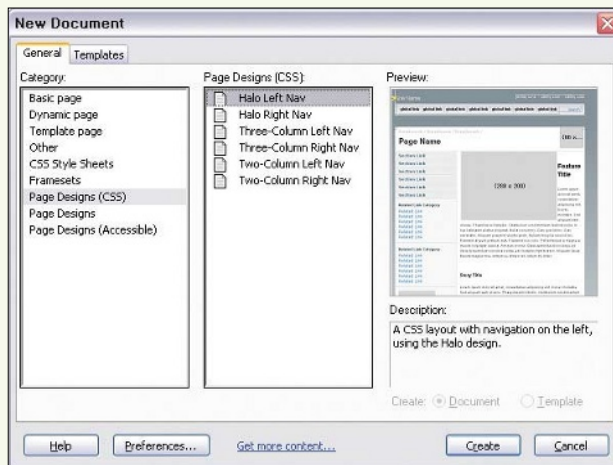 New Document
General
Templates
Category:
Basic page
Dynamic page
Template page
Other
CSS Style Sheets
Framesets
Page Designs (CSS)
Page Designs
Page Designs (Accessible)
Page Designs (CSS):
Halo Left Nav
Halo Right Nav
Three-Column Left Nav
Three-Column Right Nav
Two-Column Left Nav
Two-Column Right Nav
Preview:
Page Name
(200 x 200)
Feature
Title
Story Title
Description:
A CSS layout with navigation on the left,
using the Halo design.
Create: Document Template
Help
Preferences...
Get more content...
Create
Cancel